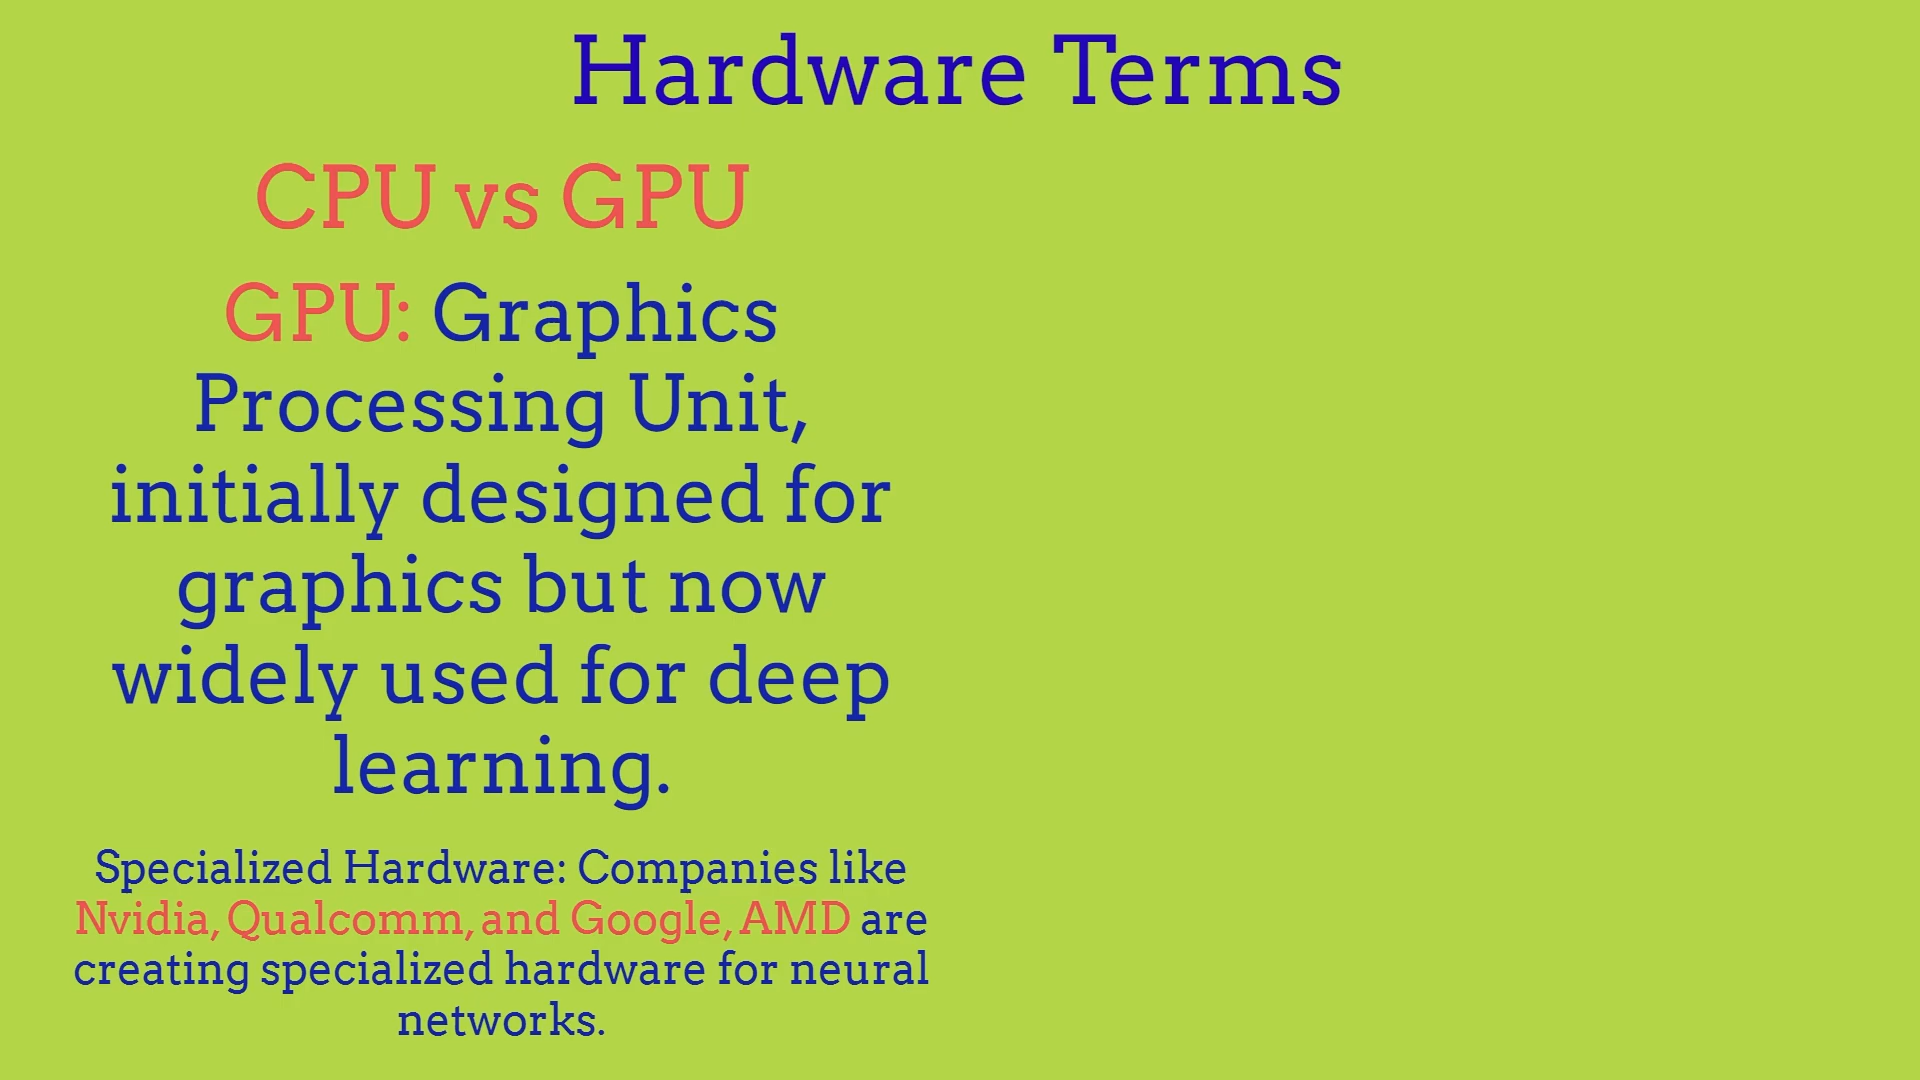 Hardware Terms
CPU vs GPU
GPU: Graphics
Processing Unit,
initially designed for
graphics but now
widely used for deep
learning.
Specialized Hardware: Companies like
Nvidia, Qualcomm, and Google, AMD are
creating specialized hardware for neural
networks.